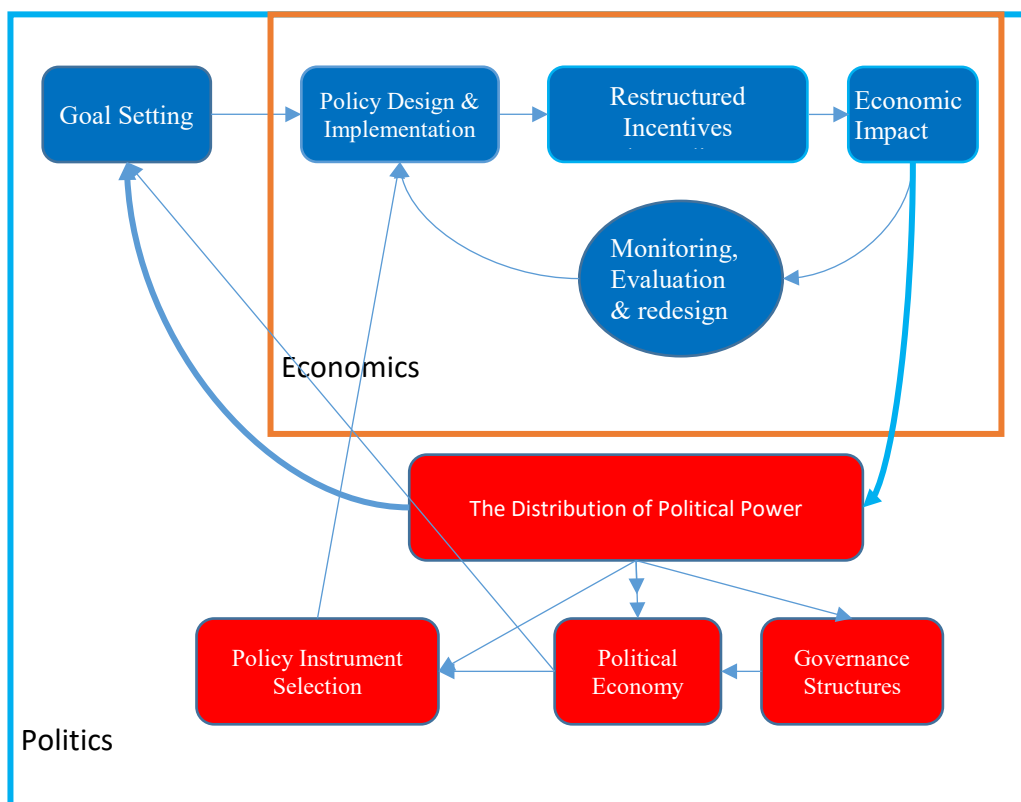 Goal Setting
Policy Design &
Implementation
Restructured
Incentives
Economic
Impact
Monitoring,
Evaluation
& redesign
Economics
The Distribution of Political Power
Policy Instrument
Selection
Political
Economy
Governance
Structures
Politics